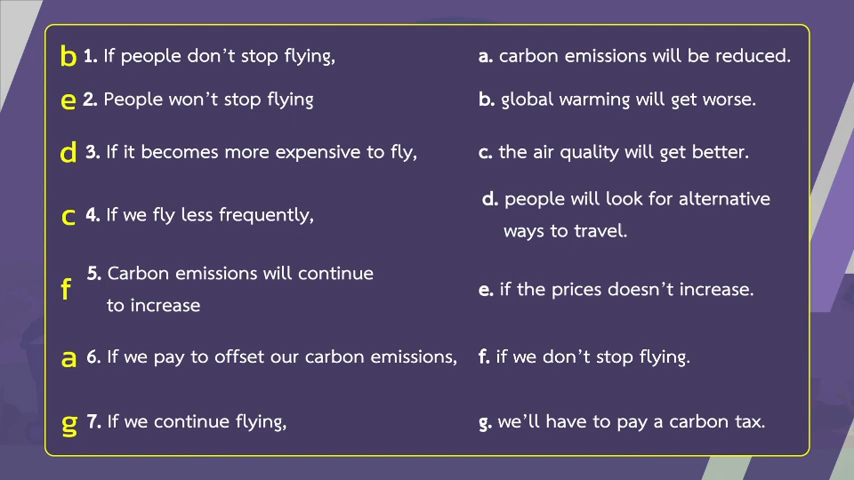 b 1. If people don't stop flying, a. carbon emissions will be reduced.
e 2. People won't stop flying b. global warming will get worse.
d 3. If it becomes more expensive to fly, c. the air quality will get better.
c 4. If we fly less frequently, d. people will look for alternative
ways to travel.
f 5. Carbon emissions will continue
to increase e. if the prices doesn't increase.
a 6. If we pay to offset our carbon emissions, f. if we don't stop flying.
g 7. If we continue flying, g. we'll have to pay a carbon tax.